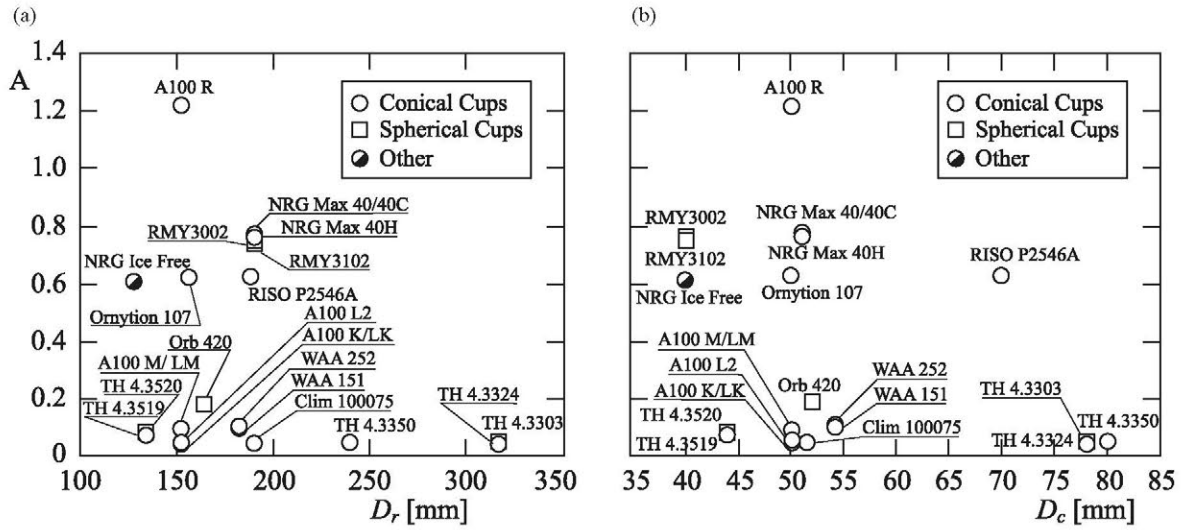 (a)
1.4
A
1.2
1.0
0.8
0.6
0.4
0.2
0
A100 R
Conical Cups
Spherical Cups
Other
NRG Max 40/40C
RMY3002
NRG Max 40H
RMY3102
NRG Ice Free
RISO P2546A
Ornytion 107
A100 L2
Orb 420
A100 K/LK
A100 M/ LM
WAA 252
TH 4.3520
WAA 151
TH 4.3324
TH 4.3519
Clim 100075
TH 4.3350
TH 4.3303
100 150 200 250 300 350
Dr [mm]
(b)
A100 R
Conical Cups
Spherical Cups
Other
RMY3002
NRG Max 40/40C
RMY3102
NRG Max 40H
RISO P2546A
NRG Ice Free
Ornytion 107
A100 M/LM
A100 L2
WAA 252
A100 K/LK
Orb 420
TH 4.3303
WAA 151
TH 4.3520
TH 4.3350
Clim 100075
TH 4.3519
TH 4.3324
35 40 45 50 55 60 65 70 75 80 85
Dc [mm]